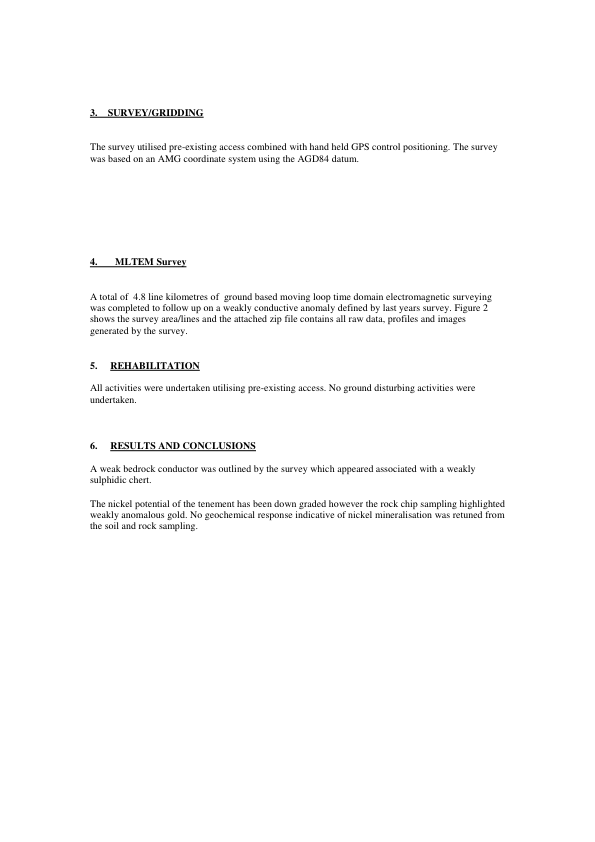 3. SURVEY/GRIDDING
The survey utilised pre-existing access combined with hand held GPS control positioning. The survey
was based on an AMG coordinate system using the AGD84 datum.
4. MLTEM Survey
A total of 4.8 line kilometres of ground based moving loop time domain electromagnetic surveying
was completed to follow up on a weakly conductive anomaly defined by last years survey. Figure 2
shows the survey area/lines and the attached zip file contains all raw data, profiles and images
generated by the survey.
5. REHABILITATION
All activities were undertaken utilising pre-existing access. No ground disturbing activities were
undertaken.
6. RESULTS AND CONCLUSIONS
A weak bedrock conductor was outlined by the survey which appeared associated with a weakly
sulphidic chert.
The nickel potential of the tenement has been down graded however the rock chip sampling highlighted
weakly anomalous gold. No geochemical response indicative of nickel mineralisation was retuned from
the soil and rock sampling.